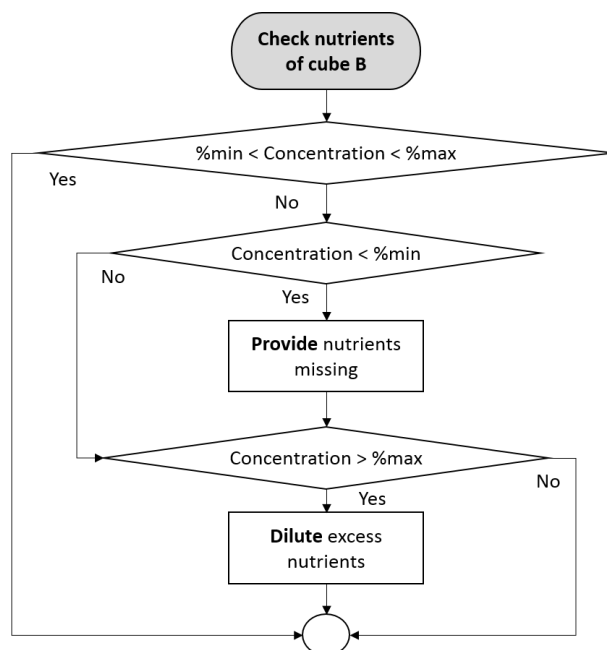 Check nutrients
of cube B
%min < Concentration < %max
Yes
No
Concentration < %min
No
Yes
Provide nutrients
missing
Concentration > %max
No
Yes
Dilute excess
nutrients